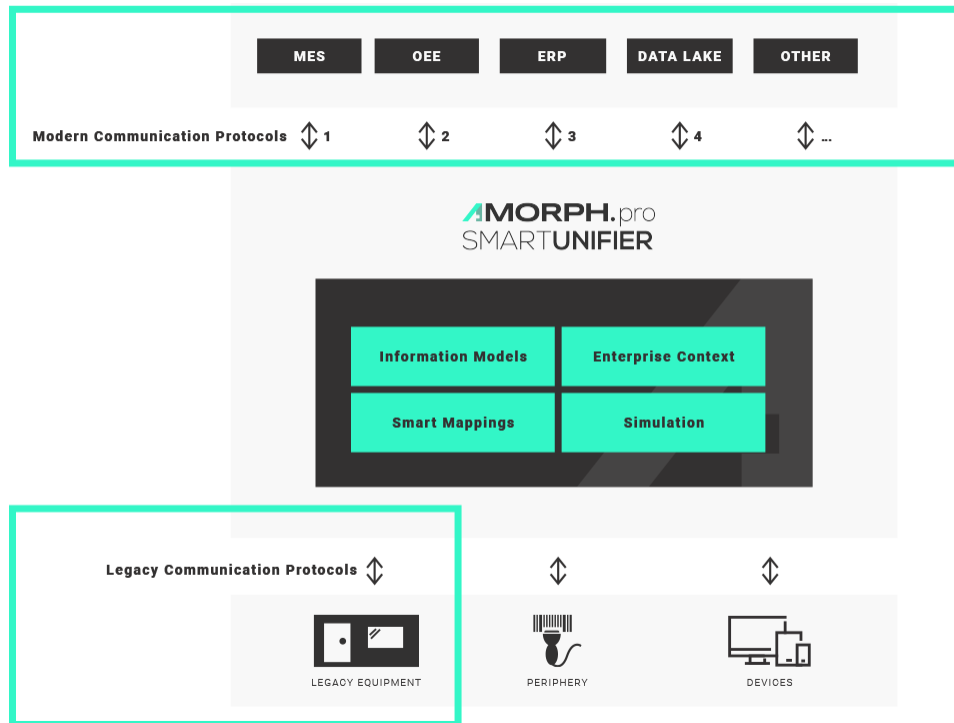 MES OEE ERP DATA LAKE OTHER
Modern Communication Protocols 1 2 3 4 ...
AMORPH.pro
SMARTUNIFIER
Information Models Enterprise Context
Smart Mappings Simulation
Legacy Communication Protocols
LEGACY EQUIPMENT PERIPHERY DEVICES